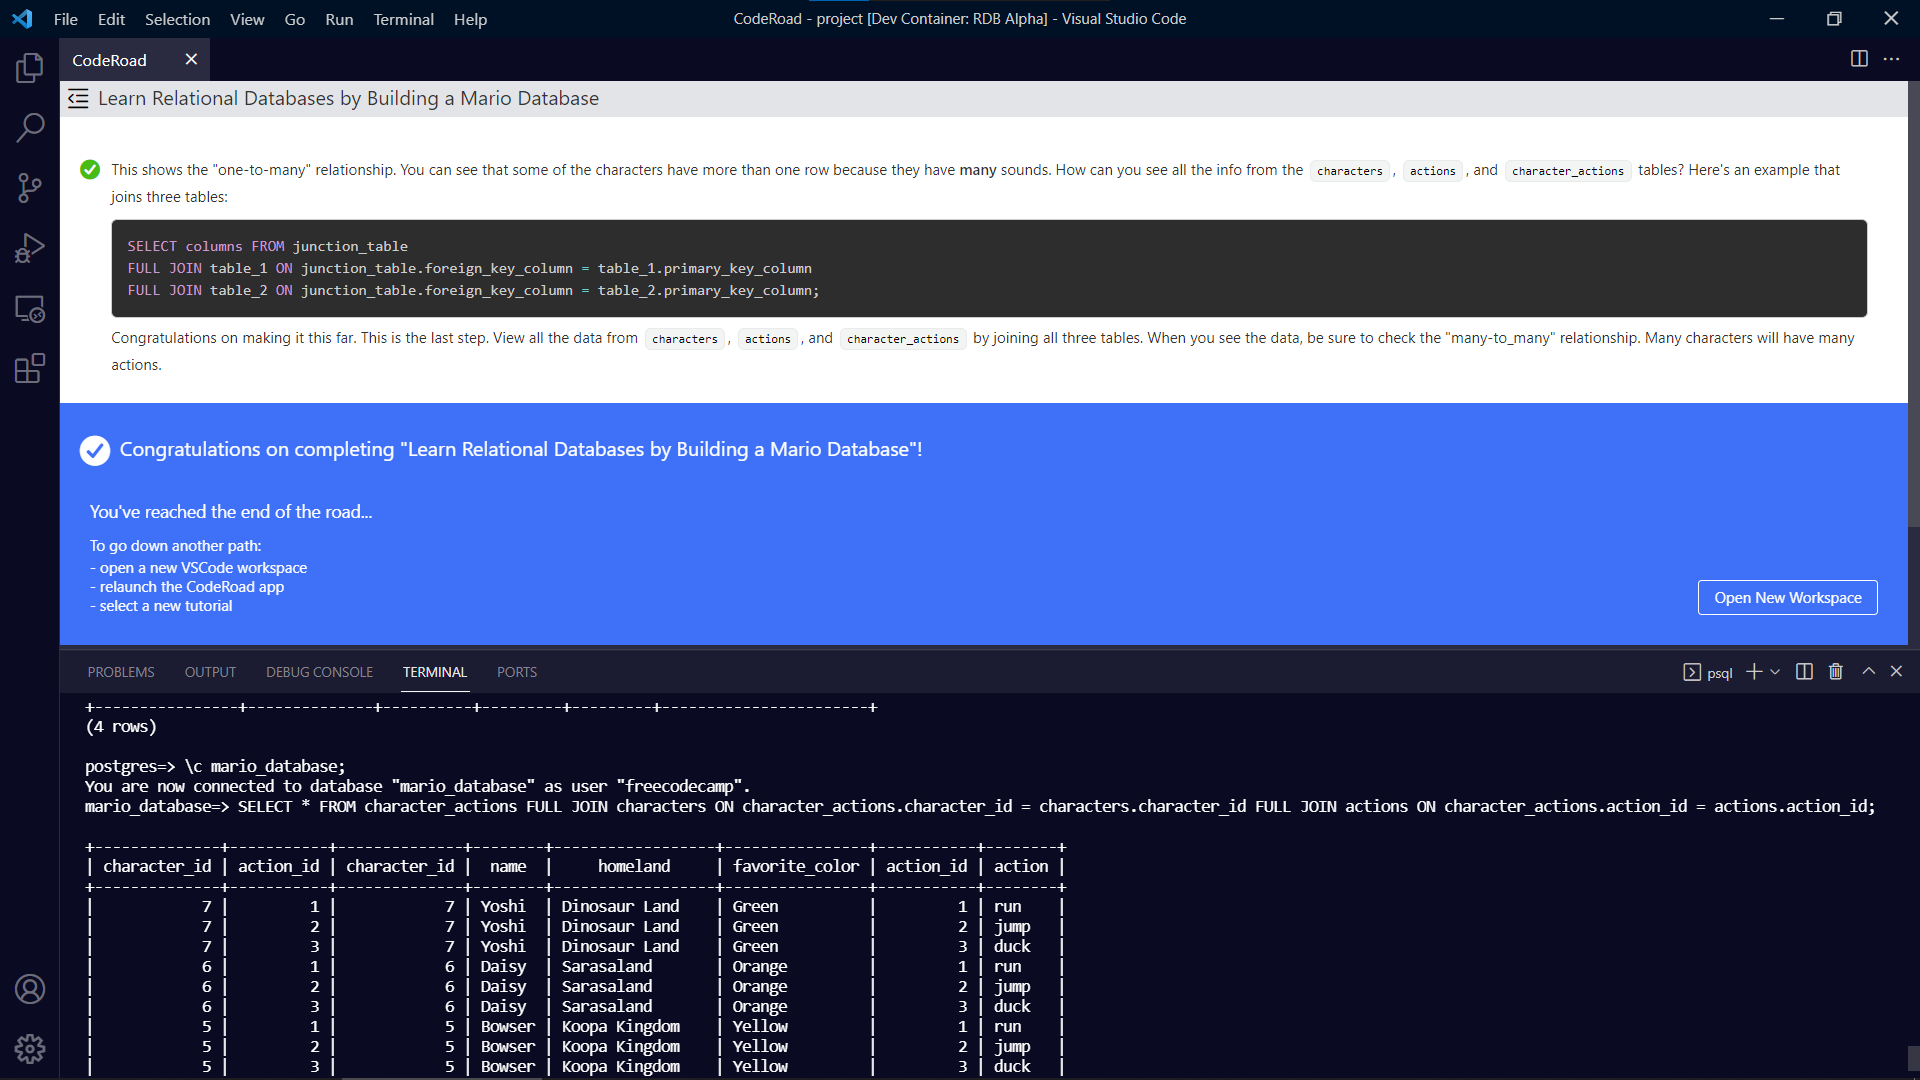 File Edit Selection View Go Run Terminal Help
CodeRoad - project [Dev Container: RDB Alpha] - Visual Studio Code
CodeRoad
Learn Relational Databases by Building a Mario Database
This shows the "one-to-many" relationship. You can see that some of the characters have more than one row because they have many sounds. How can you see all the info from the characters , actions , and character_actions tables? Here's an example that
joins three tables:
SELECT columns FROM junction_table
FULL JOIN table_1 ON junction_table.foreign_key_column = table_1.primary_key_column
FULL JOIN table_2 ON junction_table.foreign_key_column = table_2.primary_key_column;
Congratulations on making it this far. This is the last step. View all the data from characters , actions , and character_actions by joining all three tables. When you see the data, be sure to check the "many-to_many" relationship. Many characters will have many
actions.
Congratulations on completing "Learn Relational Databases by Building a Mario Database"!
You've reached the end of the road...
To go down another path:
- open a new VSCode workspace
- relaunch the CodeRoad app
- select a new tutorial
Open New Workspace
PROBLEMS OUTPUT DEBUG CONSOLE TERMINAL PORTS
psql
+----------------+--------------+----------+---------+---------+-----------------------+
(4 rows)
postgres=> \c mario_database;
You are now connected to database "mario_database" as user "freecodecamp".
mario_database=> SELECT * FROM character_actions FULL JOIN characters ON character_actions.character_id = characters.character_id FULL JOIN actions ON character_actions.action_id = actions.action_id;
+--------------+-----------+--------------+--------+------------------+----------------+-----------+--------+
| character_id | action_id | character_id | name | homeland | favorite_color | action_id | action |
+--------------+-----------+--------------+--------+------------------+----------------+-----------+--------+
| 7 | 1 | 7 | Yoshi | Dinosaur Land | Green | 1 | run |
| 7 | 2 | 7 | Yoshi | Dinosaur Land | Green | 2 | jump |
| 7 | 3 | 7 | Yoshi | Dinosaur Land | Green | 3 | duck |
| 6 | 1 | 6 | Daisy | Sarasaland | Orange | 1 | run |
| 6 | 2 | 6 | Daisy | Sarasaland | Orange | 2 | jump |
| 6 | 3 | 6 | Daisy | Sarasaland | Orange | 3 | duck |
| 5 | 1 | 5 | Bowser | Koopa Kingdom | Yellow | 1 | run |
| 5 | 2 | 5 | Bowser | Koopa Kingdom | Yellow | 2 | jump |
| 5 | 3 | 5 | Bowser | Koopa Kingdom | Yellow | 3 | duck |